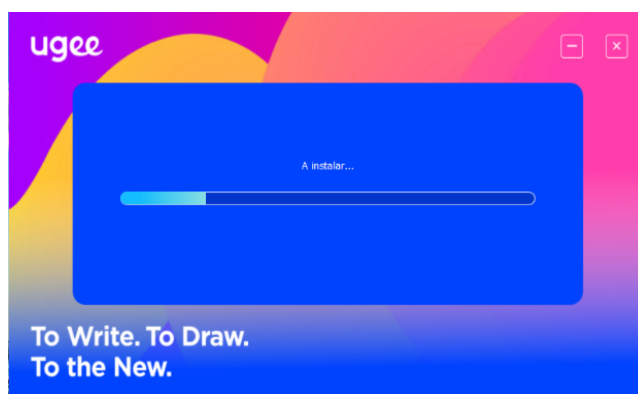 ugee
A instalar...
To Write. To Draw.
To the New.